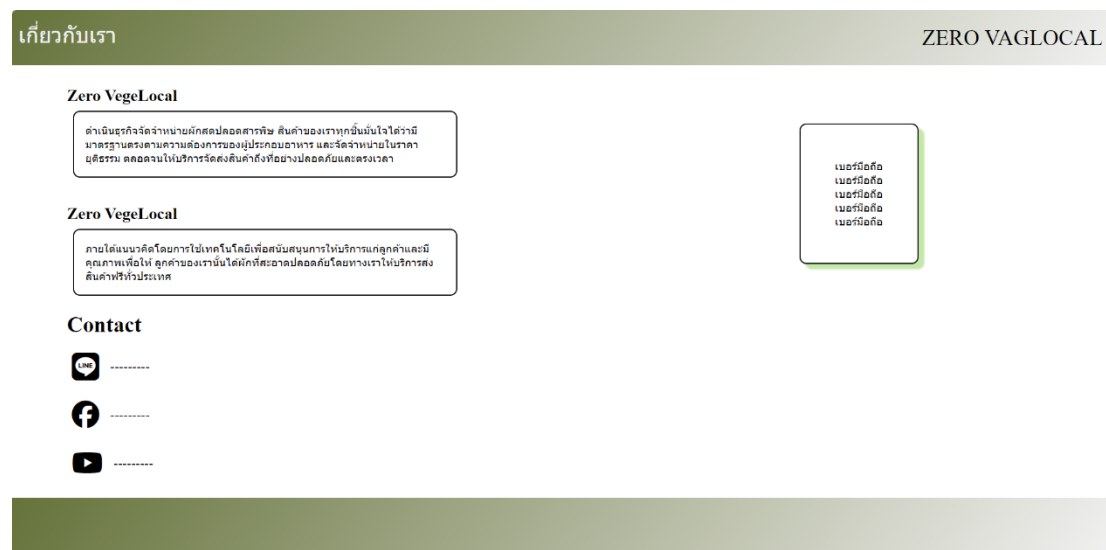 เกี่ยวกับเรา
ZERO VAGLOCAL
Zero VegeLocal
ดำเนินธุรกิจจัดจำหน่ายผักสดปลอดสารพิษ สินค้าของเราทุกชิ้นมั่นใจได้ว่ามี
มาตรฐานตรงตามความต้องการของผู้ประกอบอาหาร และจัดจำหน่ายในราคา
ยุติธรรม ตลอดจนให้บริการจัดส่งสินค้าถึงที่อย่างปลอดภัยและตรงเวลา
Zero VegeLocal
ภายใต้แนวคิดโดยการใช้เทคโนโลยีเพื่อสนับสนุนการให้บริการแก่ลูกค้าและมี
คุณภาพเพื่อให้ ลูกค้าของเรานั้นได้ผักที่สะอาดปลอดภัยโดยทางเราให้บริการส่ง
สินค้าฟรีทั่วประเทศ
Contact
LINE ---------
---------
---------
เบอร์มือถือ
เบอร์มือถือ
เบอร์มือถือ
เบอร์มือถือ
เบอร์มือถือ